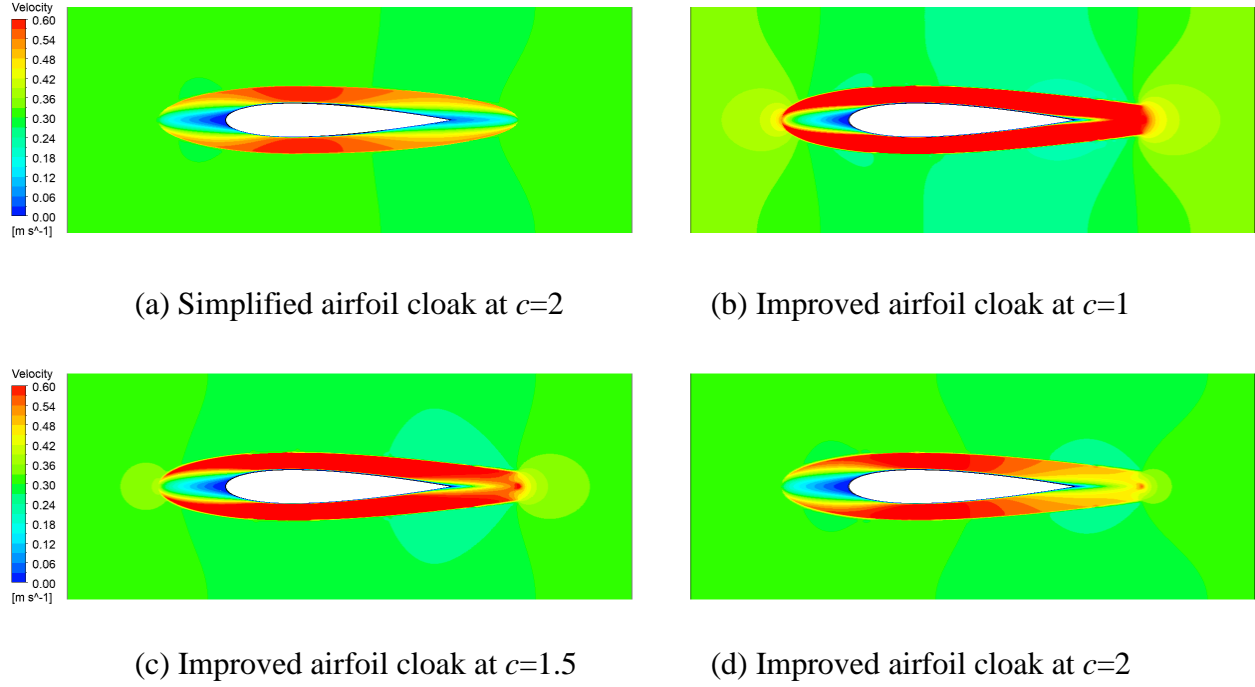 Velocity
0.60
0.54
0.48
0.42
0.36
0.30
0.24
0.18
0.12
0.06
0.00
[m s^-1]
(a) Simplified airfoil cloak at c=2
(b) Improved airfoil cloak at c=1
Velocity
0.60
0.54
0.48
0.42
0.36
0.30
0.24
0.18
0.12
0.06
0.00
[m s^-1]
(c) Improved airfoil cloak at c=1.5
(d) Improved airfoil cloak at c=2